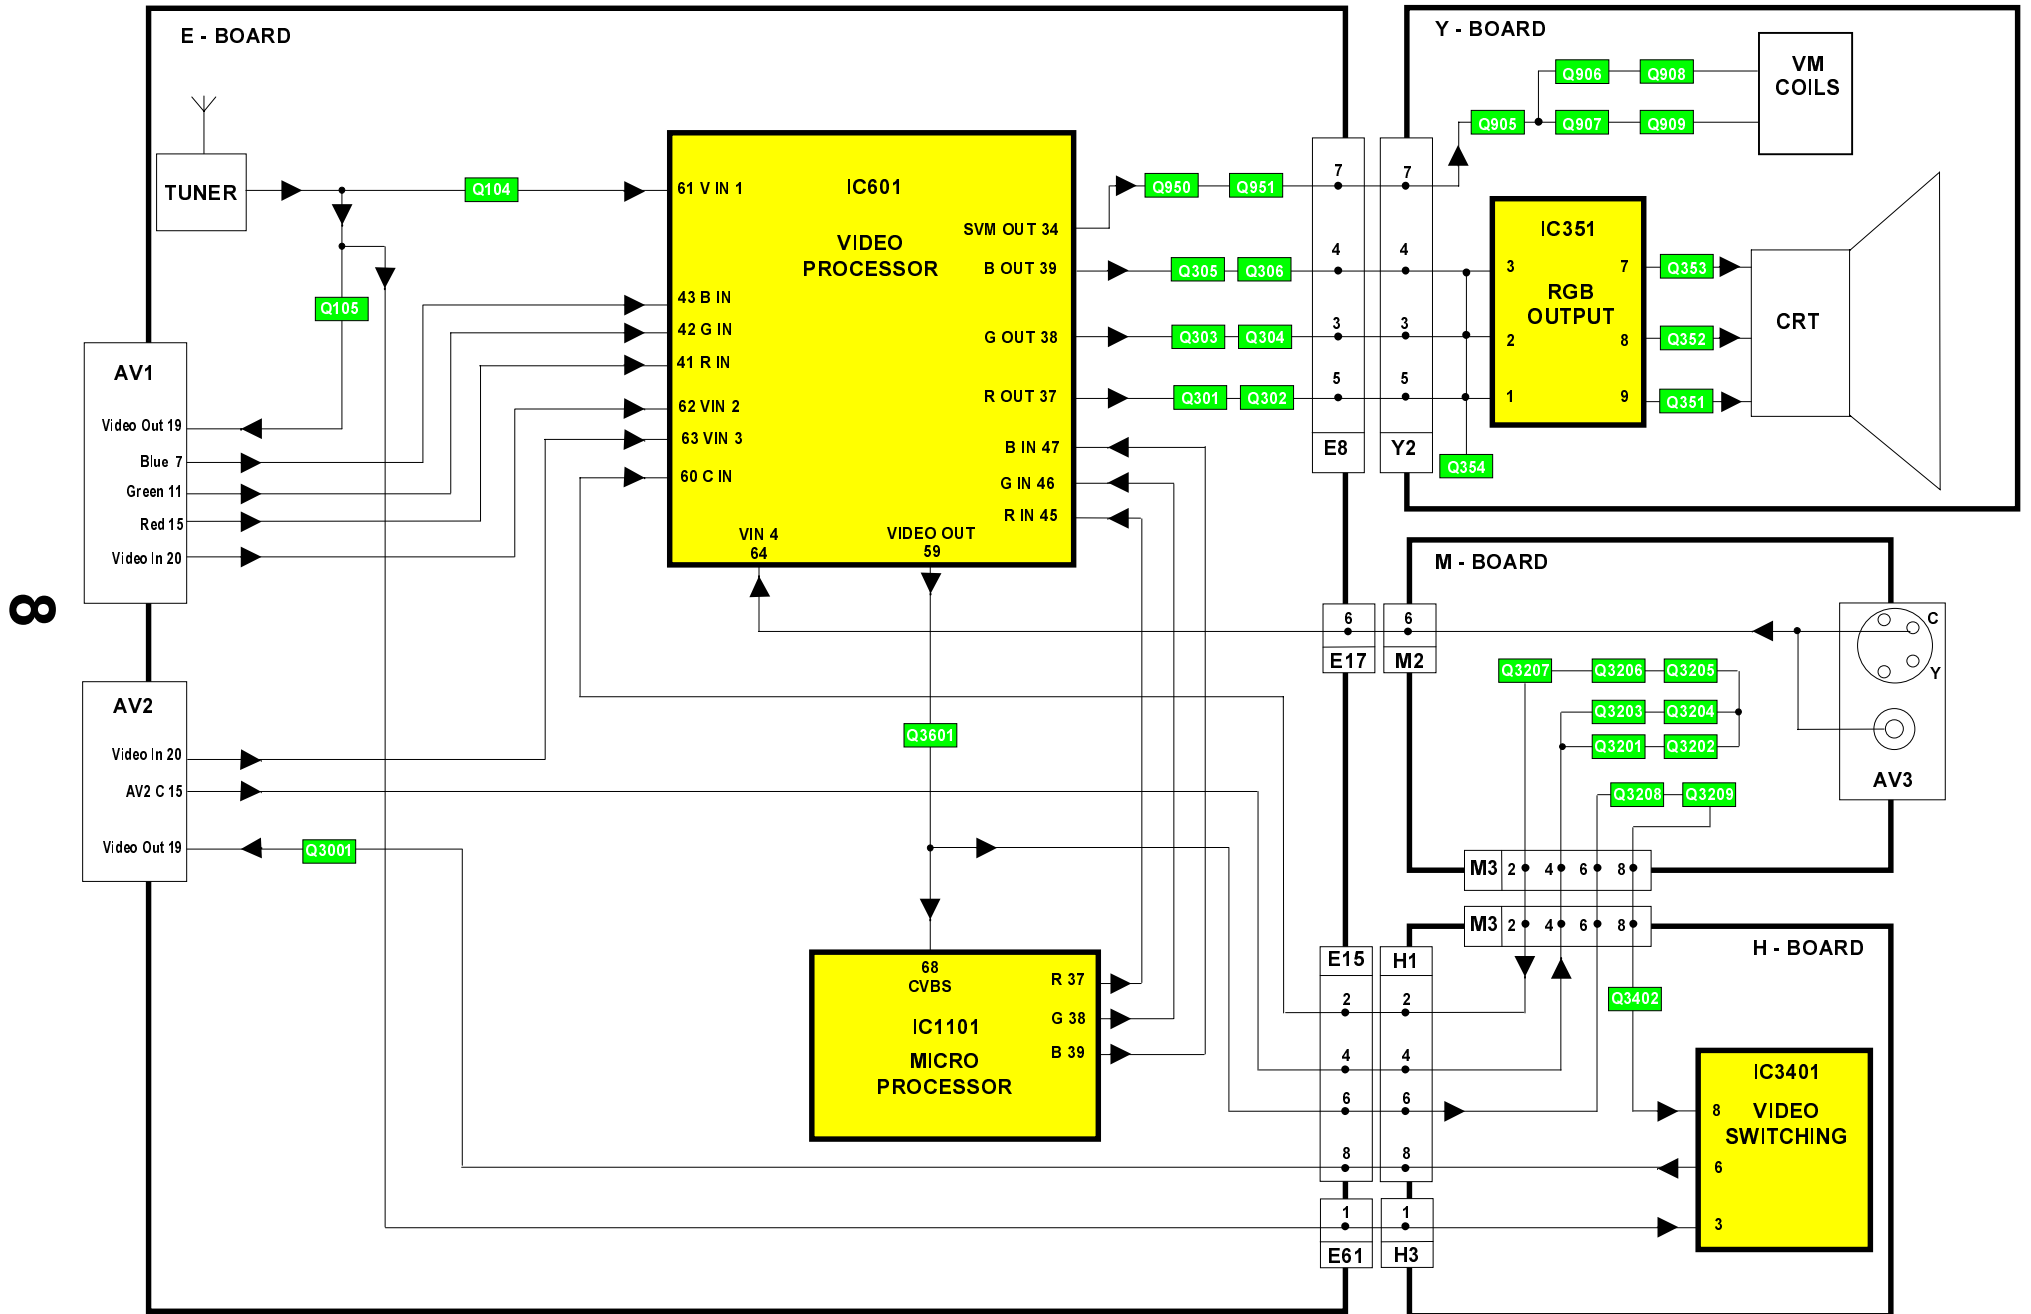 E - BOARD
TUNER
Q104
Q105
AV1
Video Out 19
Blue 7
Green 11
Red 15
Video In 20
8
AV2
Video In 20
AV2 C 15
Video Out 19
Q3001
61 V IN 1
IC601
VIDEO
PROCESSOR
SVM OUT 34
B OUT 39
G OUT 38
R OUT 37
B IN 47
G IN 46
R IN 45
43 B IN
42 G IN
41 R IN
62 VIN 2
63 VIN 3
60 C IN
VIN 4
64
VIDEO OUT
59
Q3601
68
CVBS
IC1101
MICRO
PROCESSOR
R 37
G 38
B 39
Q950
Q951
Q305
Q306
Q303
Q304
Q301
Q302
7
4
3
5
E8
7
4
3
5
Y2
Y - BOARD
Q905
Q906
Q908
Q907
Q909
VM
COILS
IC351
RGB
OUTPUT
3
2
1
7
8
9
Q353
Q352
Q351
Q354
CRT
M - BOARD
6
E17
6
M2
C
Y
AV3
Q3207
Q3206
Q3205
Q3203
Q3204
Q3201
Q3202
Q3208
Q3209
M3 2 4 6 8
M3 2 4 6 8
H - BOARD
E15
2
4
6
8
1
E61
H1
2
4
6
8
1
H3
Q3402
IC3401
VIDEO
SWITCHING
8
6
3